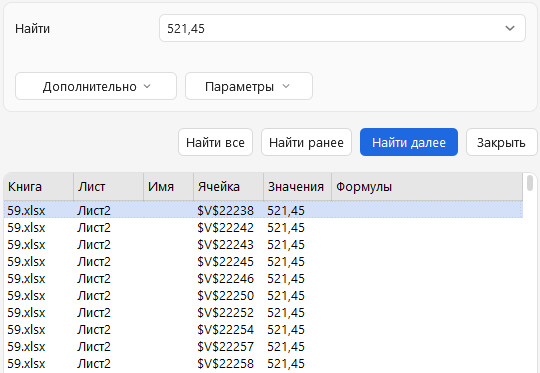 Найти 521,45
Дополнительно Параметры
Найти все Найти ранее Найти далее Закрыть
Книга Лист Имя Ячейка Значения Формулы
59.xlsx Лист2 $V$22238 521,45
59.xlsx Лист2 $V$22242 521,45
59.xlsx Лист2 $V$22243 521,45
59.xlsx Лист2 $V$22245 521,45
59.xlsx Лист2 $V$22246 521,45
59.xlsx Лист2 $V$22250 521,45
59.xlsx Лист2 $V$22252 521,45
59.xlsx Лист2 $V$22254 521,45
59.xlsx Лист2 $V$22257 521,45
59.xlsx Лист2 $V$22258 521,45